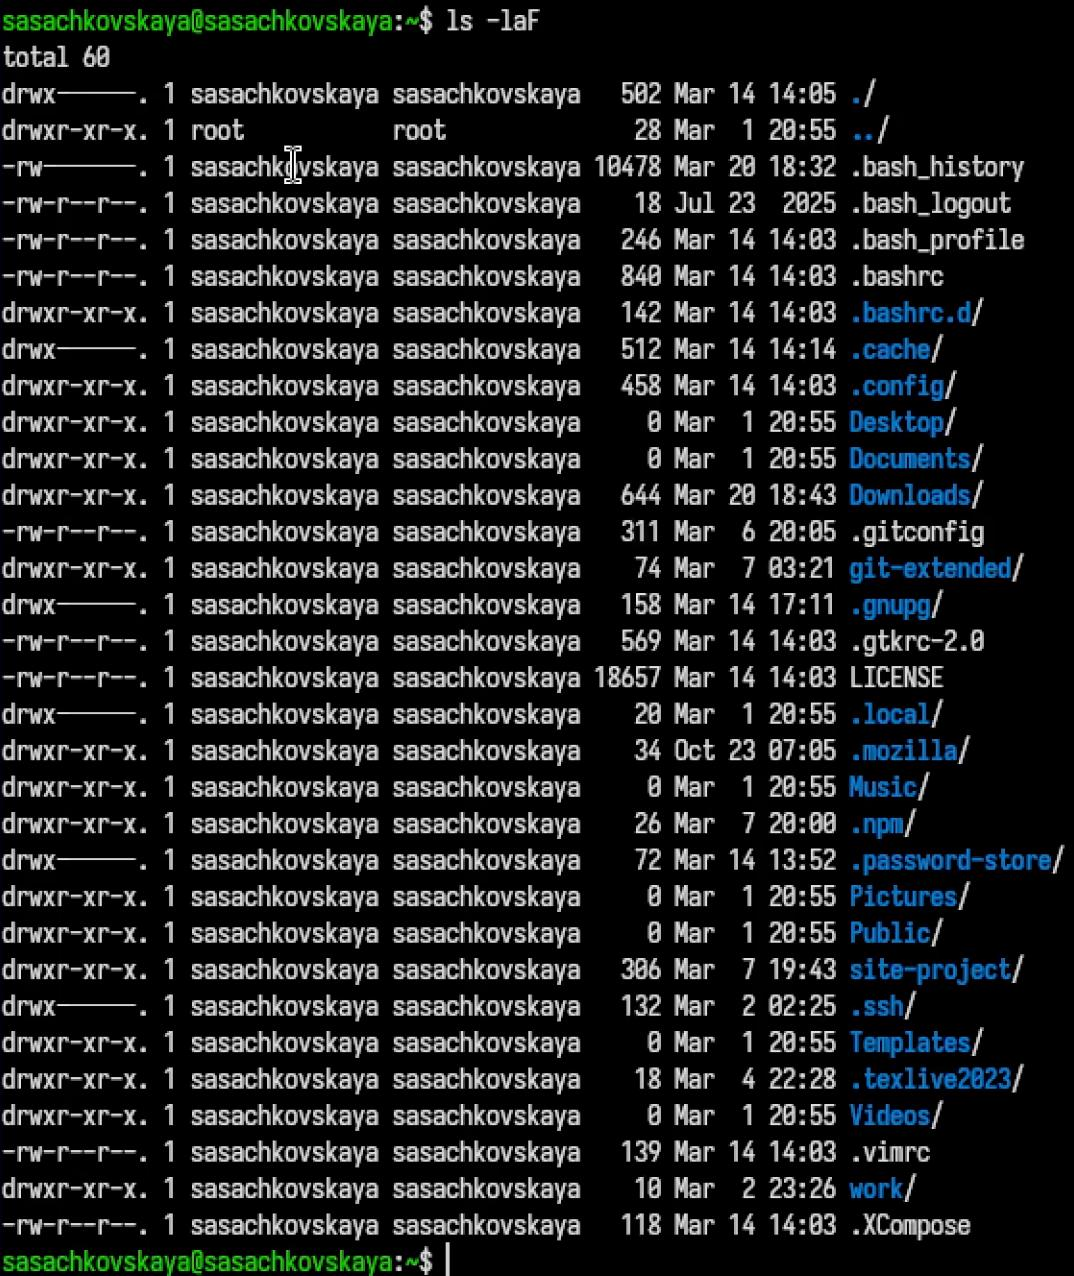 sasachkovskaya@sasachkovskaya:~$ ls -laF
total 60
drwx------. 1 sasachkovskaya sasachkovskaya   502 Mar 14 14:05 ./
drwxr-xr-x. 1 root           root              28 Mar  1 20:55 ../
-rw-------. 1 sasachkovskaya sasachkovskaya 10478 Mar 20 18:32 .bash_history
-rw-r--r--. 1 sasachkovskaya sasachkovskaya    18 Jul 23  2025 .bash_logout
-rw-r--r--. 1 sasachkovskaya sasachkovskaya   246 Mar 14 14:03 .bash_profile
-rw-r--r--. 1 sasachkovskaya sasachkovskaya   840 Mar 14 14:03 .bashrc
drwxr-xr-x. 1 sasachkovskaya sasachkovskaya   142 Mar 14 14:03 .bashrc.d/
drwx------. 1 sasachkovskaya sasachkovskaya   512 Mar 14 14:14 .cache/
drwxr-xr-x. 1 sasachkovskaya sasachkovskaya   458 Mar 14 14:03 .config/
drwxr-xr-x. 1 sasachkovskaya sasachkovskaya     0 Mar  1 20:55 Desktop/
drwxr-xr-x. 1 sasachkovskaya sasachkovskaya     0 Mar  1 20:55 Documents/
drwxr-xr-x. 1 sasachkovskaya sasachkovskaya   644 Mar 20 18:43 Downloads/
-rw-r--r--. 1 sasachkovskaya sasachkovskaya   311 Mar  6 20:05 .gitconfig
drwxr-xr-x. 1 sasachkovskaya sasachkovskaya    74 Mar  7 03:21 git-extended/
drwx------. 1 sasachkovskaya sasachkovskaya   158 Mar 14 17:11 .gnupg/
-rw-r--r--. 1 sasachkovskaya sasachkovskaya   569 Mar 14 14:03 .gtkrc-2.0
-rw-r--r--. 1 sasachkovskaya sasachkovskaya 18657 Mar 14 14:03 LICENSE
drwx------. 1 sasachkovskaya sasachkovskaya    20 Mar  1 20:55 .local/
drwxr-xr-x. 1 sasachkovskaya sasachkovskaya    34 Oct 23 07:05 .mozilla/
drwxr-xr-x. 1 sasachkovskaya sasachkovskaya     0 Mar  1 20:55 Music/
drwxr-xr-x. 1 sasachkovskaya sasachkovskaya    26 Mar  7 20:00 .npm/
drwx------. 1 sasachkovskaya sasachkovskaya    72 Mar 14 13:52 .password-store/
drwxr-xr-x. 1 sasachkovskaya sasachkovskaya     0 Mar  1 20:55 Pictures/
drwxr-xr-x. 1 sasachkovskaya sasachkovskaya     0 Mar  1 20:55 Public/
drwxr-xr-x. 1 sasachkovskaya sasachkovskaya   306 Mar  7 19:43 site-project/
drwx------. 1 sasachkovskaya sasachkovskaya   132 Mar  2 02:25 .ssh/
drwxr-xr-x. 1 sasachkovskaya sasachkovskaya     0 Mar  1 20:55 Templates/
drwxr-xr-x. 1 sasachkovskaya sasachkovskaya    18 Mar  4 22:28 .texlive2023/
drwxr-xr-x. 1 sasachkovskaya sasachkovskaya     0 Mar  1 20:55 Videos/
-rw-r--r--. 1 sasachkovskaya sasachkovskaya   139 Mar 14 14:03 .vimrc
drwxr-xr-x. 1 sasachkovskaya sasachkovskaya    10 Mar  2 23:26 work/
-rw-r--r--. 1 sasachkovskaya sasachkovskaya   118 Mar 14 14:03 .XCompose
sasachkovskaya@sasachkovskaya:~$